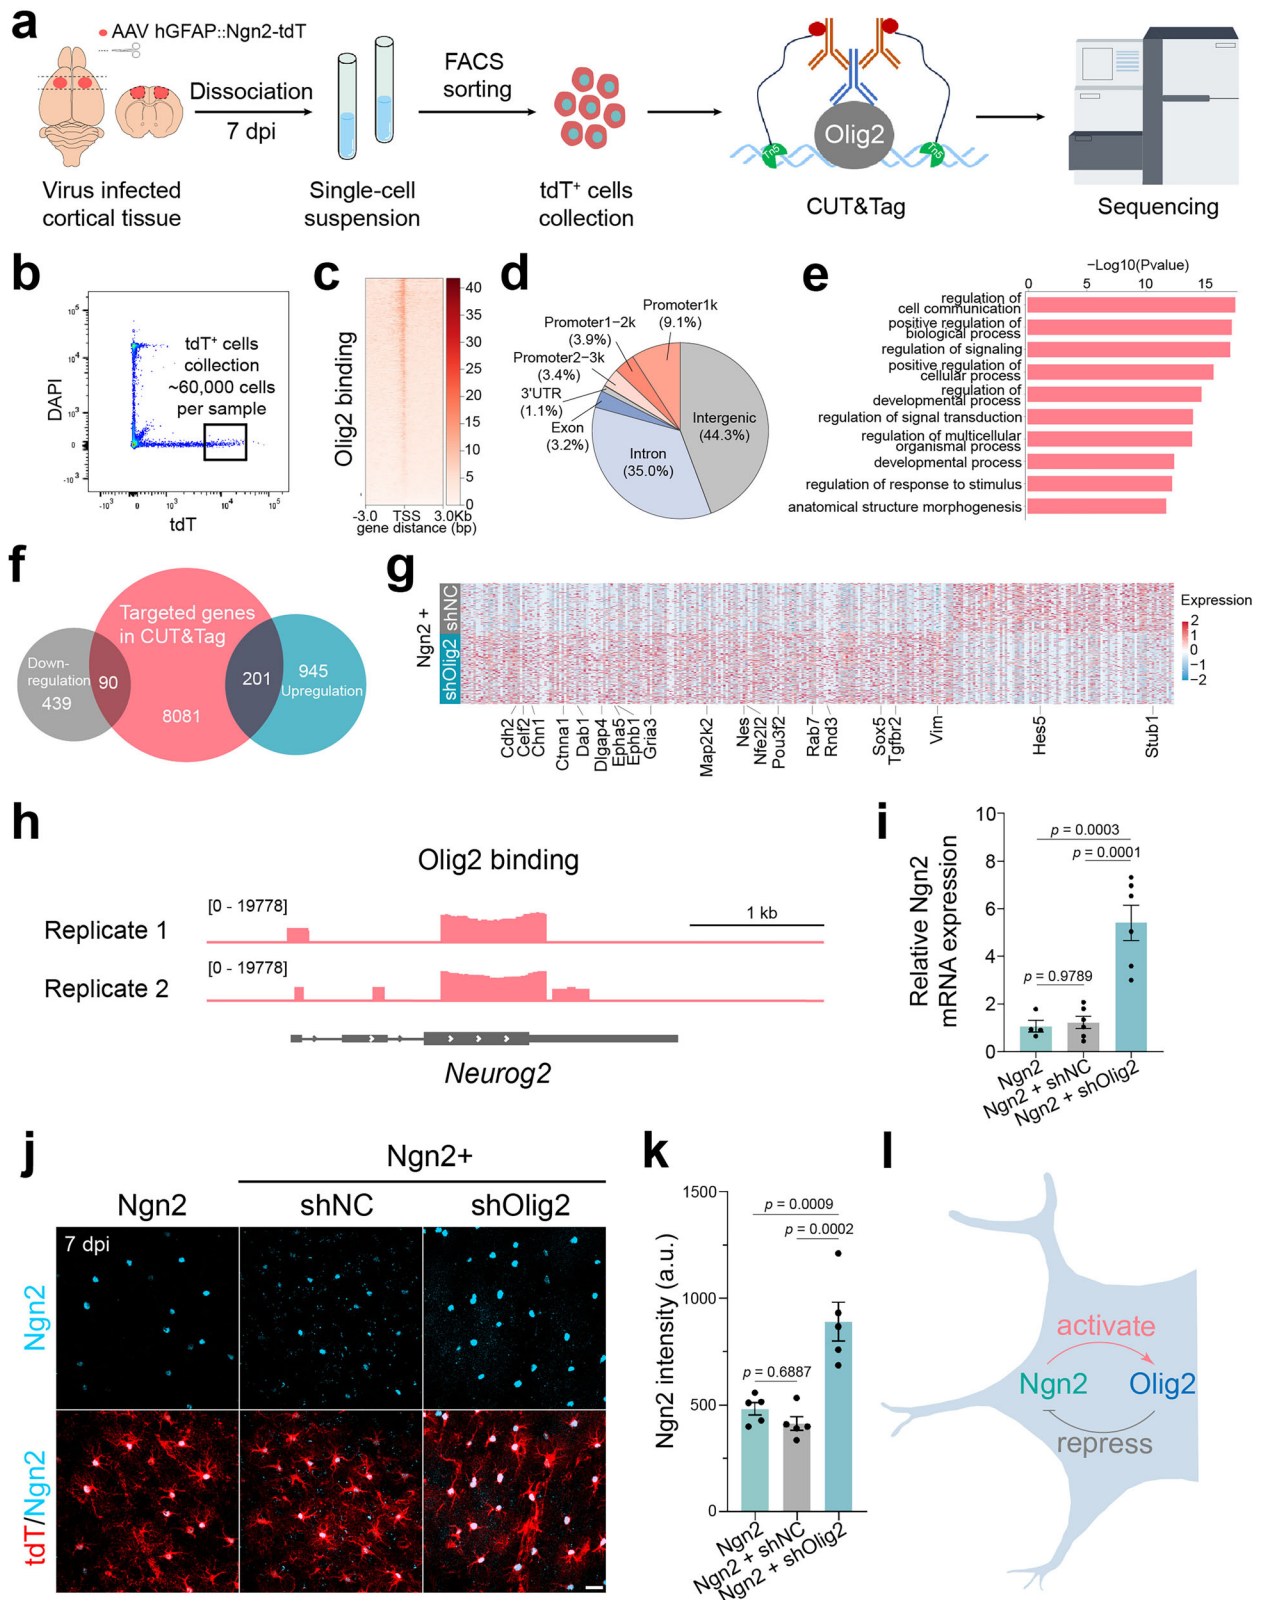 a
AAV hGFAP::Ngn2-tdT
Dissociation
7 dpi
FACS
sorting
Olig2
Tn5
Tn5
Virus infected
cortical tissue
Single-cell
suspension
tdT⁺ cells
collection
CUT&Tag
Sequencing
b
DAPI
10⁵
10⁴
10³
0
-10³
tdT⁺ cells
collection
~60,000 cells
per sample
-10³
0
10³
10⁴
10⁵
tdT
c
Olig2 binding
40
35
30
25
20
15
10
5
0
-3.0 TSS 3.0Kb
gene distance (bp)
d
Promoter1k
(9.1%)
Promoter1−2k
(3.9%)
Promoter2−3k
(3.4%)
3'UTR
(1.1%)
Exon
(3.2%)
Intron
(35.0%)
Intergenic
(44.3%)
e
−Log10(Pvalue)
0 5 10 15
regulation of
cell communication
positive regulation of
biological process
regulation of signaling
positive regulation of
cellular process
regulation of
developmental process
regulation of signal transduction
regulation of multicellular
organismal process
developmental process
regulation of response to stimulus
anatomical structure morphogenesis
f
Targeted genes
in CUT&Tag
Down-
regulation
439
90
8081
201
945
Upregulation
g
Ngn2 +
shNC
shOlig2
Expression
2
1
0
−1
−2
Cdh2
Celf2
Chn1
Ctnna1
Dab1
Dlgap4
Epha5
Ephb1
Gria3
Map2k2
Nes
Nfe2l2
Pou3f2
Rab7
Rnd3
Sox5
Tgfbr2
Vim
Hes5
Stub1
h
Olig2 binding
[0 - 19778]
1 kb
Replicate 1
[0 - 19778]
Replicate 2
Neurog2
i
Relative Ngn2
mRNA expression
10
8
6
4
2
0
p = 0.0003
p = 0.0001
p = 0.9789
Ngn2
Ngn2 + shNC
Ngn2 + shOlig2
j
Ngn2+
Ngn2
shNC
shOlig2
7 dpi
Ngn2
tdT/Ngn2
k
Ngn2 intensity (a.u.)
1500
1000
500
0
p = 0.0009
p = 0.0002
p = 0.6887
Ngn2
Ngn2 + shNC
Ngn2 + shOlig2
l
activate
Ngn2
Olig2
repress